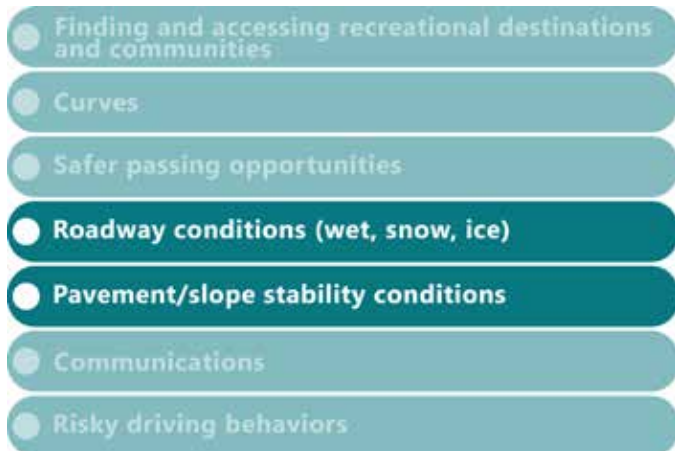 Finding and accessing recreational destinations
and communities
Curves
Safer passing opportunities
Roadway conditions (wet, snow, ice)
Pavement/slope stability conditions
Communications
Risky driving behaviors